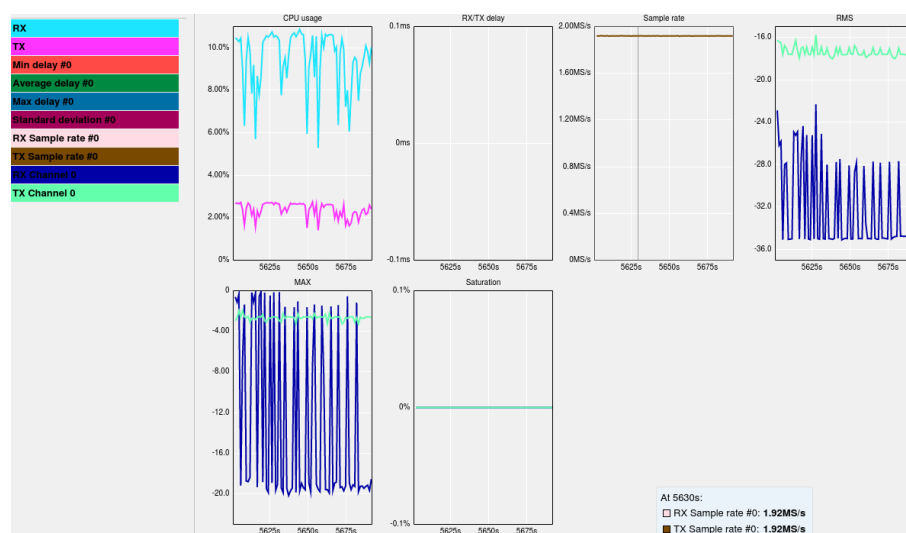 RX
TX
Min delay #0
Average delay #0
Max delay #0
Standard deviation #0
RX Sample rate #0
TX Sample rate #0
RX Channel 0
TX Channel 0
CPU usage
10.0%
8.00%
6.00%
4.00%
2.00%
0%
5625s 5650s 5675s
RX/TX delay
0.1ms
0ms
-0.1ms
5625s 5650s 5675s
Sample rate
2.00MS/s
1.60MS/s
1.20MS/s
0.8MS/s
0.4MS/s
0MS/s
5625s 5650s 5675s
RMS
-16.0
-20.0
-24.0
-28.0
-32.0
-36.0
5625s 5650s 5675s
MAX
0
-4.00
-8.00
-12.0
-16.0
-20.0
5625s 5650s 5675s
Saturation
0.1%
0%
-0.1%
5625s 5650s 5675s
At 5630s:
RX Sample rate #0: 1.92MS/s
TX Sample rate #0: 1.92MS/s